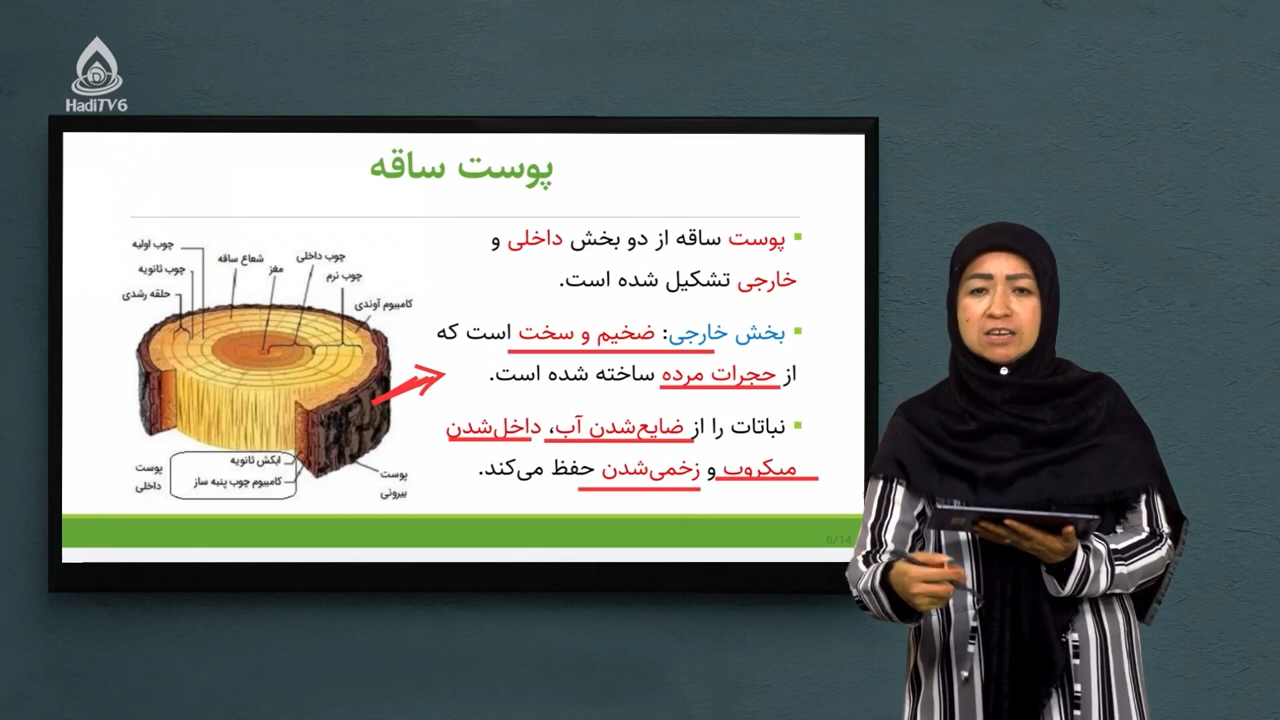 HadiTV6
پوست ساقه
پوست ساقه از دو بخش داخلی و
خارجی تشکیل شده است.
بخش خارجی: ضخیم و سخت است که
از حجرات مرده ساخته شده است.
نباتات را از ضایع‌شدن آب، داخل‌شدن
میکروب و زخمی‌شدن حفظ می‌کند.
چوب اولیه
چوب ثانویه
حلقه رشدی
شعاع ساقه
مغز
چوب داخلی
چوب نرم
کامبیوم آوندی
ابکش ثانویه
کامبیوم چوب پنبه ساز
پوست
داخلی
پوست
بیرونی
6/14